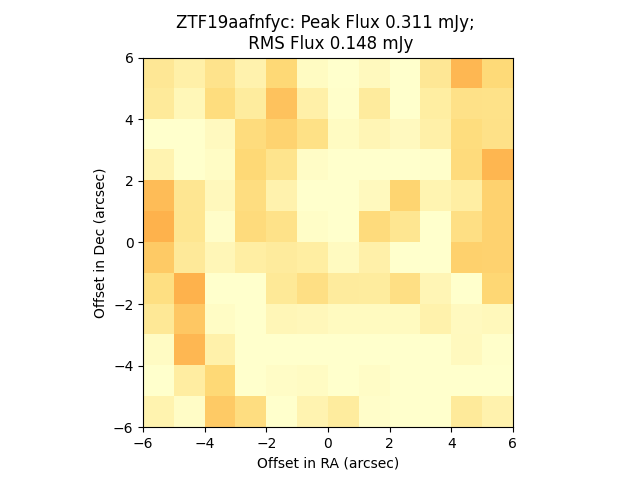 ZTF19aafnfyc: Peak Flux 0.311 mJy;
RMS Flux 0.148 mJy
6
4
2
0
−2
−4
−6
Offset in Dec (arcsec)
−6 −4 −2 0 2 4 6
Offset in RA (arcsec)